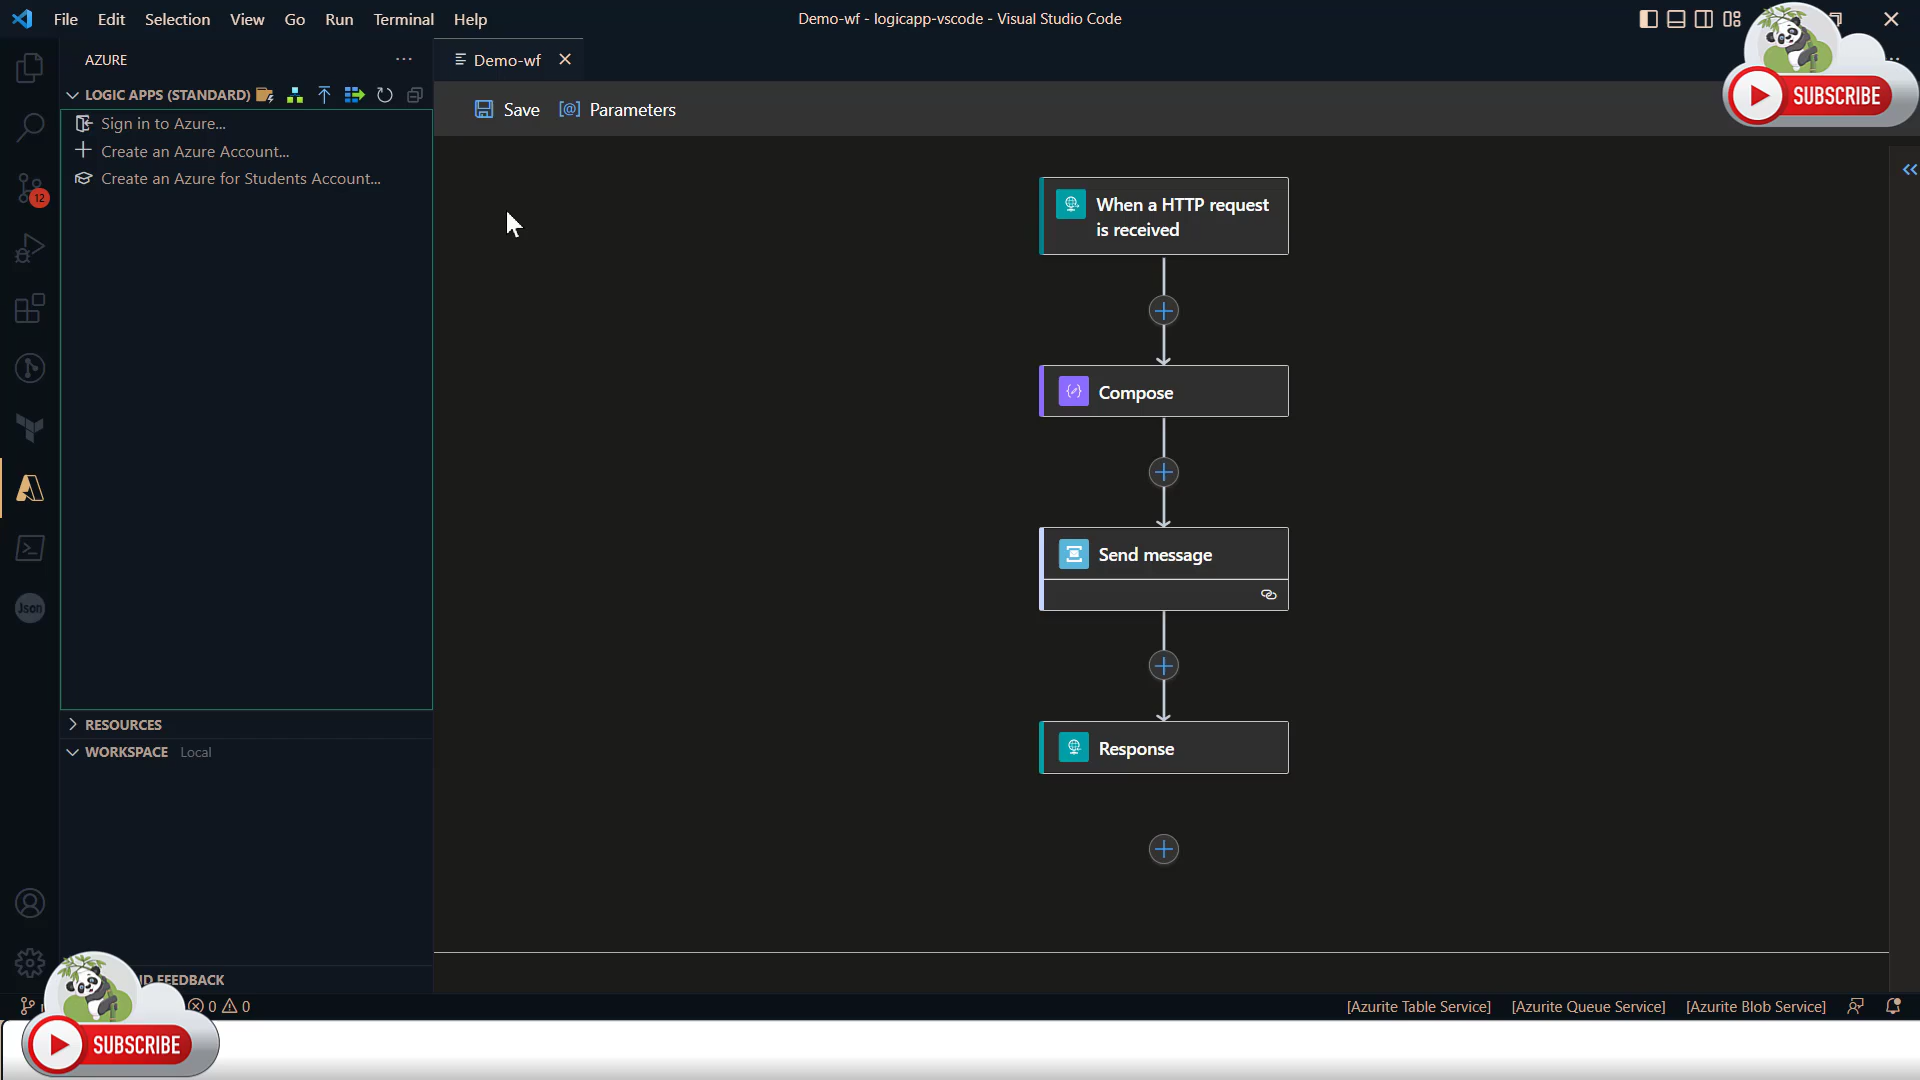 File Edit Selection View Go Run Terminal Help
Demo-wf - logicapp-vscode - Visual Studio Code
AZURE
Demo-wf
LOGIC APPS (STANDARD)
Save
Parameters
SUBSCRIBE
Sign in to Azure...
Create an Azure Account...
Create an Azure for Students Account...
12
When a HTTP request
is received
Compose
Send message
Json
Response
RESOURCES
WORKSPACE Local
FEEDBACK
0 0
[Azurite Table Service] [Azurite Queue Service] [Azurite Blob Service]
SUBSCRIBE